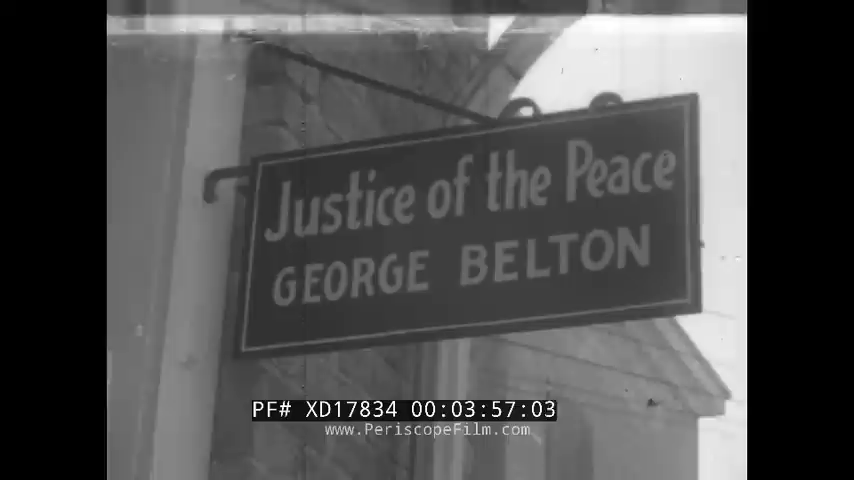 Justice of the Peace
GEORGE BELTON
PF# XD17834 00:03:57:03
www.PeriscopeFilm.com